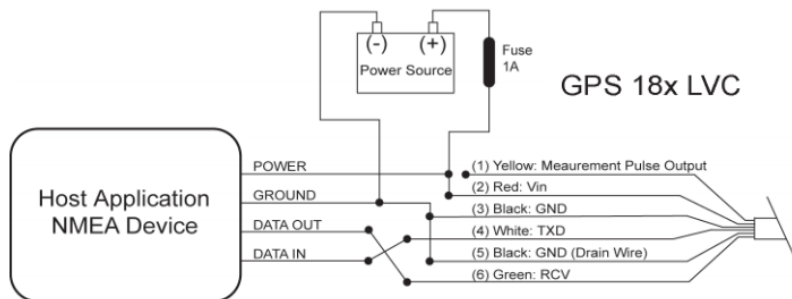 (-) (+)
Power Source
Fuse
1A
GPS 18x LVC
Host Application
NMEA Device
POWER
GROUND
DATA OUT
DATA IN
(1) Yellow: Meaurement Pulse Output
(2) Red: Vin
(3) Black: GND
(4) White: TXD
(5) Black: GND (Drain Wire)
(6) Green: RCV